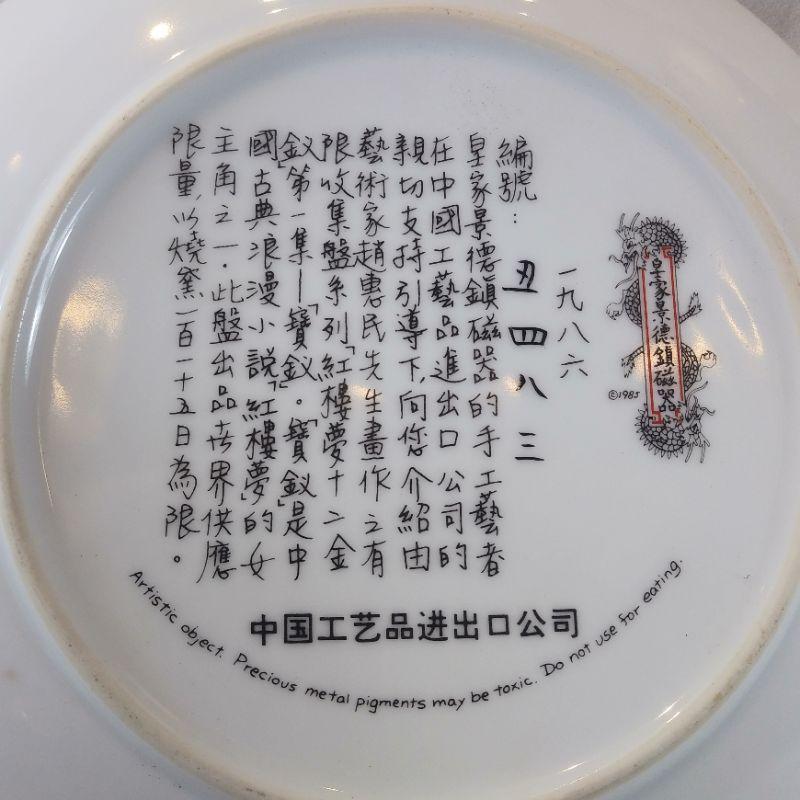 皇家景德鎮磁器
©1985
一九八六
編號：
丑四八三
皇家景德鎮磁器的手工藝者
在中國工藝品進出口公司的
親切支持引導下,向您介紹由
藝術家趙惠民先生畫作之有
限收集盤系列「紅樓夢十二金
釵」第一集—「寶釵」。「寶釵」是中
國古典浪漫小説「紅樓夢」的女
主角之一．此盤出品世界供應
限量,以燒窯一百一十五日為限。
中国工艺品进出口公司
Artistic object. Precious metal pigments may be toxic. Do not use for eating.